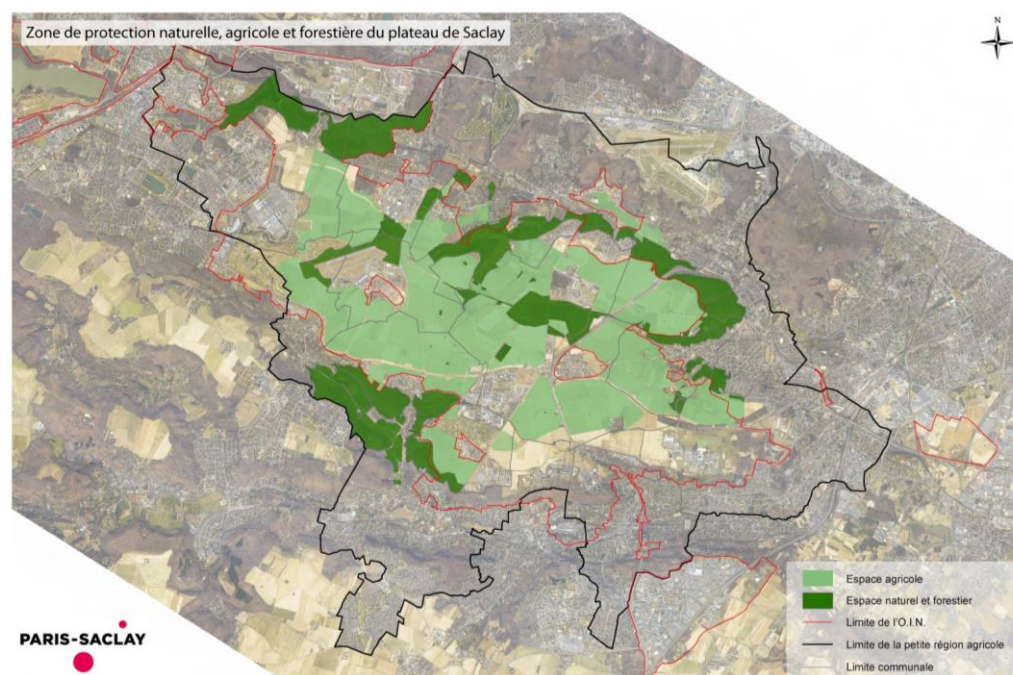 Zone de protection naturelle, agricole et forestière du plateau de Saclay
N
Espace agricole
Espace naturel et forestier
Limite de l'O.I.N.
Limite de la petite région agricole
Limite communale
PARIS-SACLAY